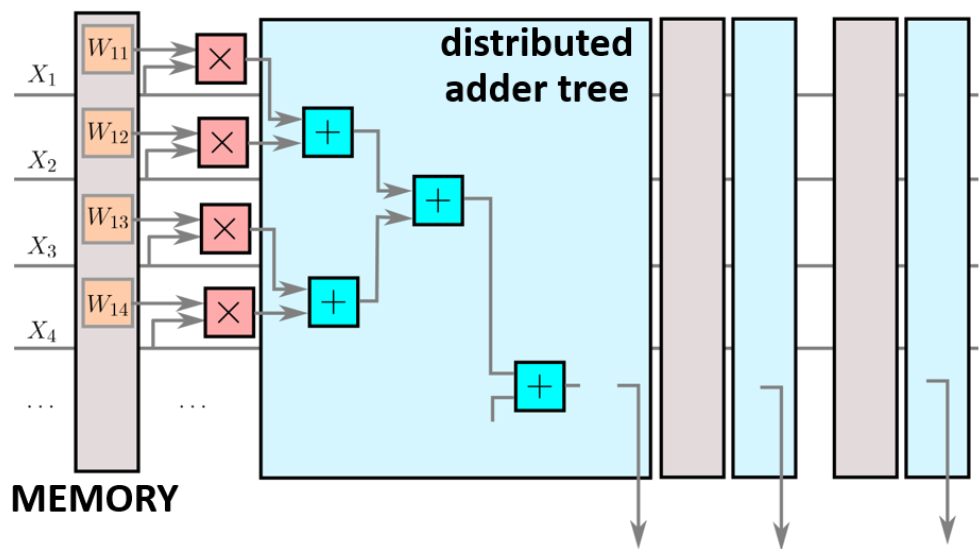 distributed
adder tree
W₁₁
×
X₁
W₁₂
×
+
X₂
+
W₁₃
×
X₃
W₁₄
×
+
X₄
+
...
...
MEMORY